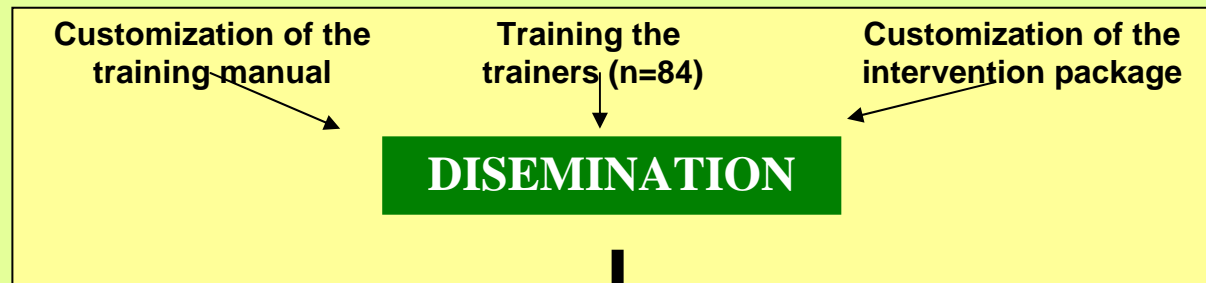 Customization of the
training manual
Training the
trainers (n=84)
Customization of the
intervention package
DISEMINATION